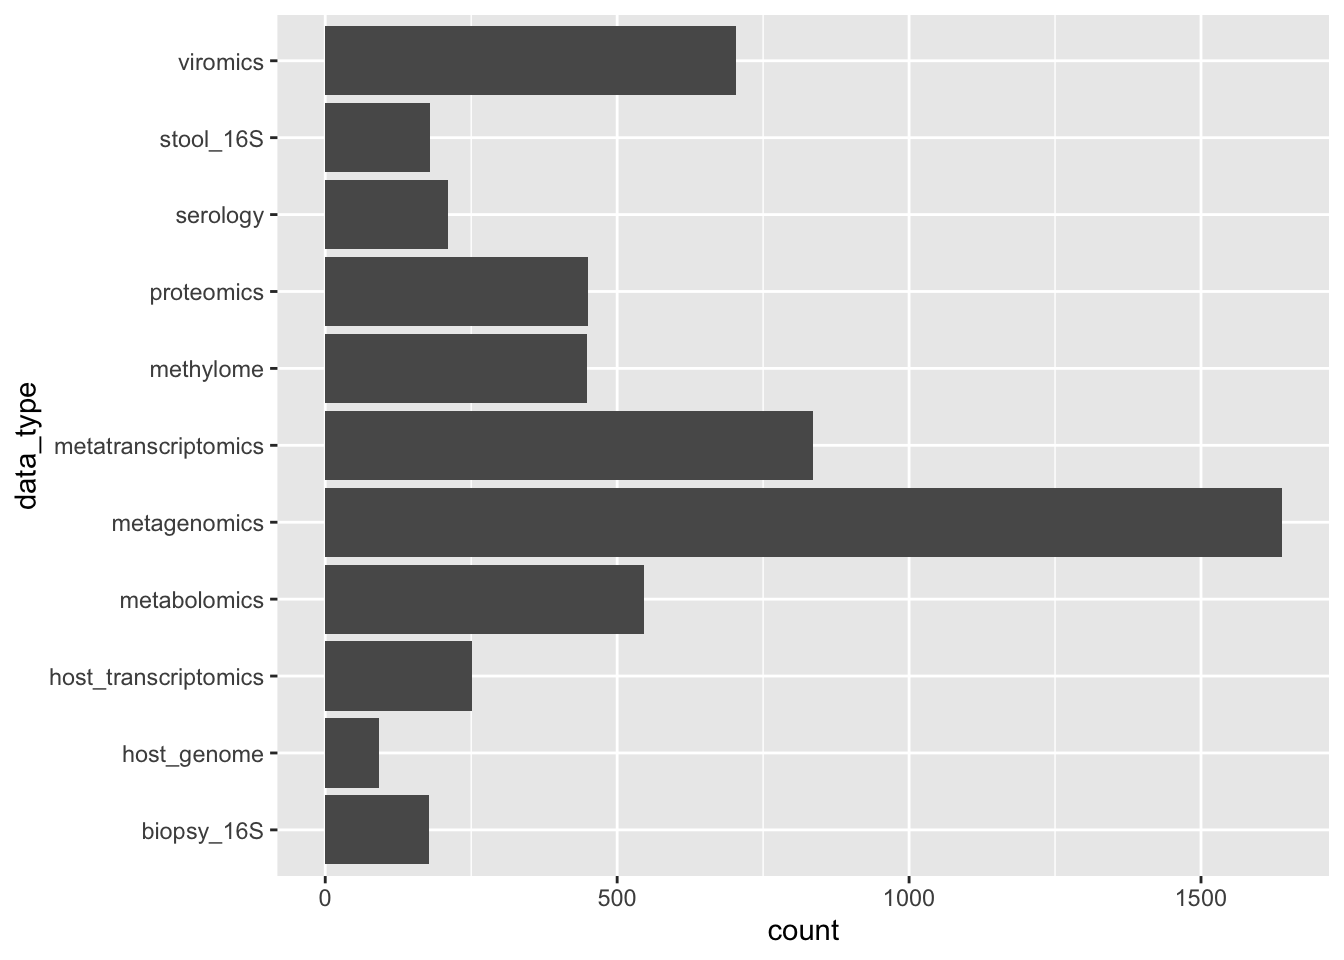 viromics
stool_16S
serology
proteomics
methylome
metatranscriptomics
metagenomics
metabolomics
host_transcriptomics
host_genome
biopsy_16S
data_type
0 500 1000 1500
count